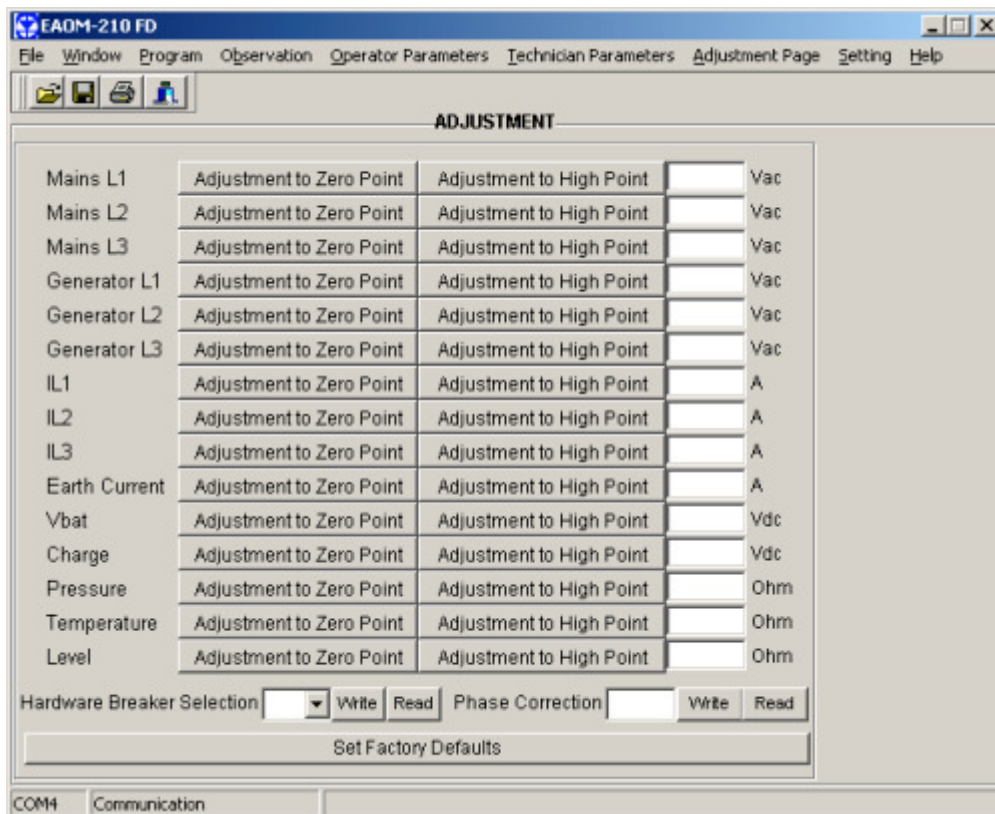 EAOM-210 FD
File Window Program Observation Operator Parameters Technician Parameters Adjustment Page Setting Help
ADJUSTMENT
Mains L1 Adjustment to Zero Point Adjustment to High Point Vac
Mains L2 Adjustment to Zero Point Adjustment to High Point Vac
Mains L3 Adjustment to Zero Point Adjustment to High Point Vac
Generator L1 Adjustment to Zero Point Adjustment to High Point Vac
Generator L2 Adjustment to Zero Point Adjustment to High Point Vac
Generator L3 Adjustment to Zero Point Adjustment to High Point Vac
IL1 Adjustment to Zero Point Adjustment to High Point A
IL2 Adjustment to Zero Point Adjustment to High Point A
IL3 Adjustment to Zero Point Adjustment to High Point A
Earth Current Adjustment to Zero Point Adjustment to High Point A
Vbat Adjustment to Zero Point Adjustment to High Point Vdc
Charge Adjustment to Zero Point Adjustment to High Point Vdc
Pressure Adjustment to Zero Point Adjustment to High Point Ohm
Temperature Adjustment to Zero Point Adjustment to High Point Ohm
Level Adjustment to Zero Point Adjustment to High Point Ohm
Hardware Breaker Selection Write Read Phase Correction Write Read
Set Factory Defaults
COM4 Communication